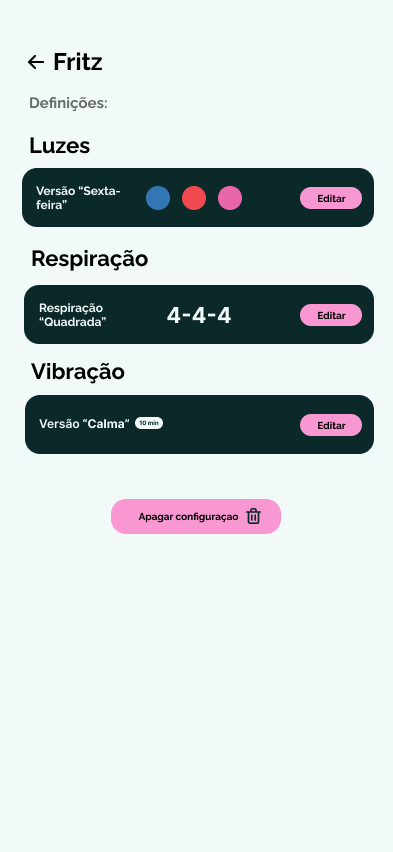 Fritz
Definições:
Luzes
Versão “Sexta-
feira”
Editar
Respiração
Respiração
“Quadrada”
4-4-4
Editar
Vibração
Versão “Calma” 10 min
Editar
Apagar configuraçao